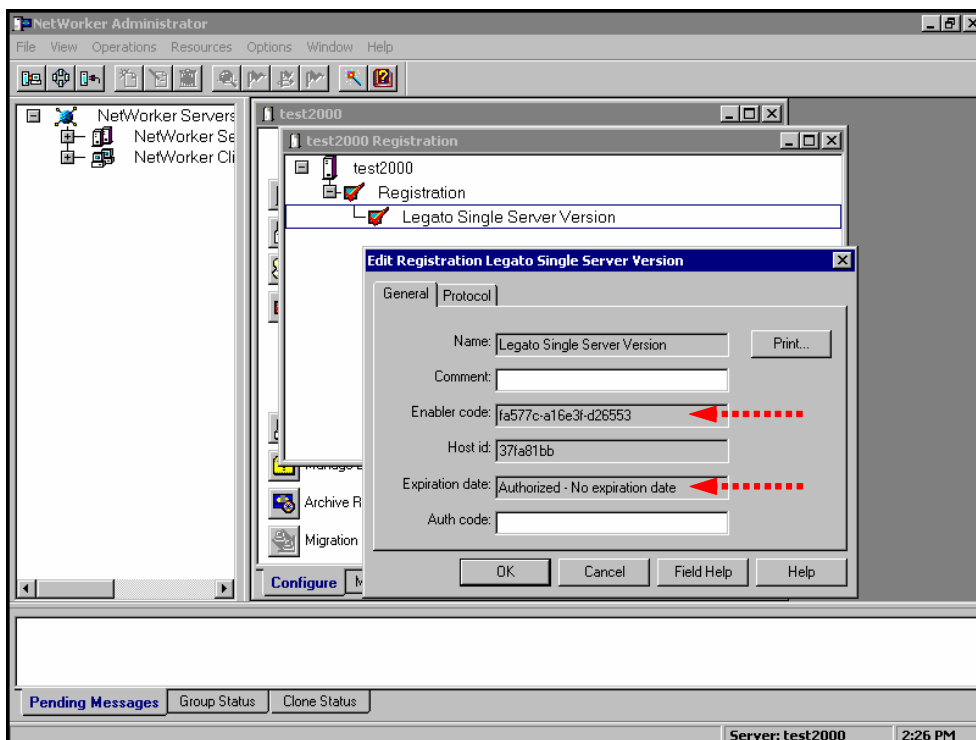 NetWorker Administrator
File View Operations Resources Options Window Help
NetWorker Servers
NetWorker Se
NetWorker Cli
test2000
test2000 Registration
test2000
Registration
Legato Single Server Version
Edit Registration Legato Single Server Version
General Protocol
Name: Legato Single Server Version Print...
Comment:
Enabler code: fa577c-a16e3f-d26553
Host id: 37fa81bb
Expiration date: Authorized - No expiration date
Auth code:
Archive R
Migration
OK Cancel Field Help Help
Configure M
Pending Messages Group Status Clone Status
Server: test2000 2:26 PM